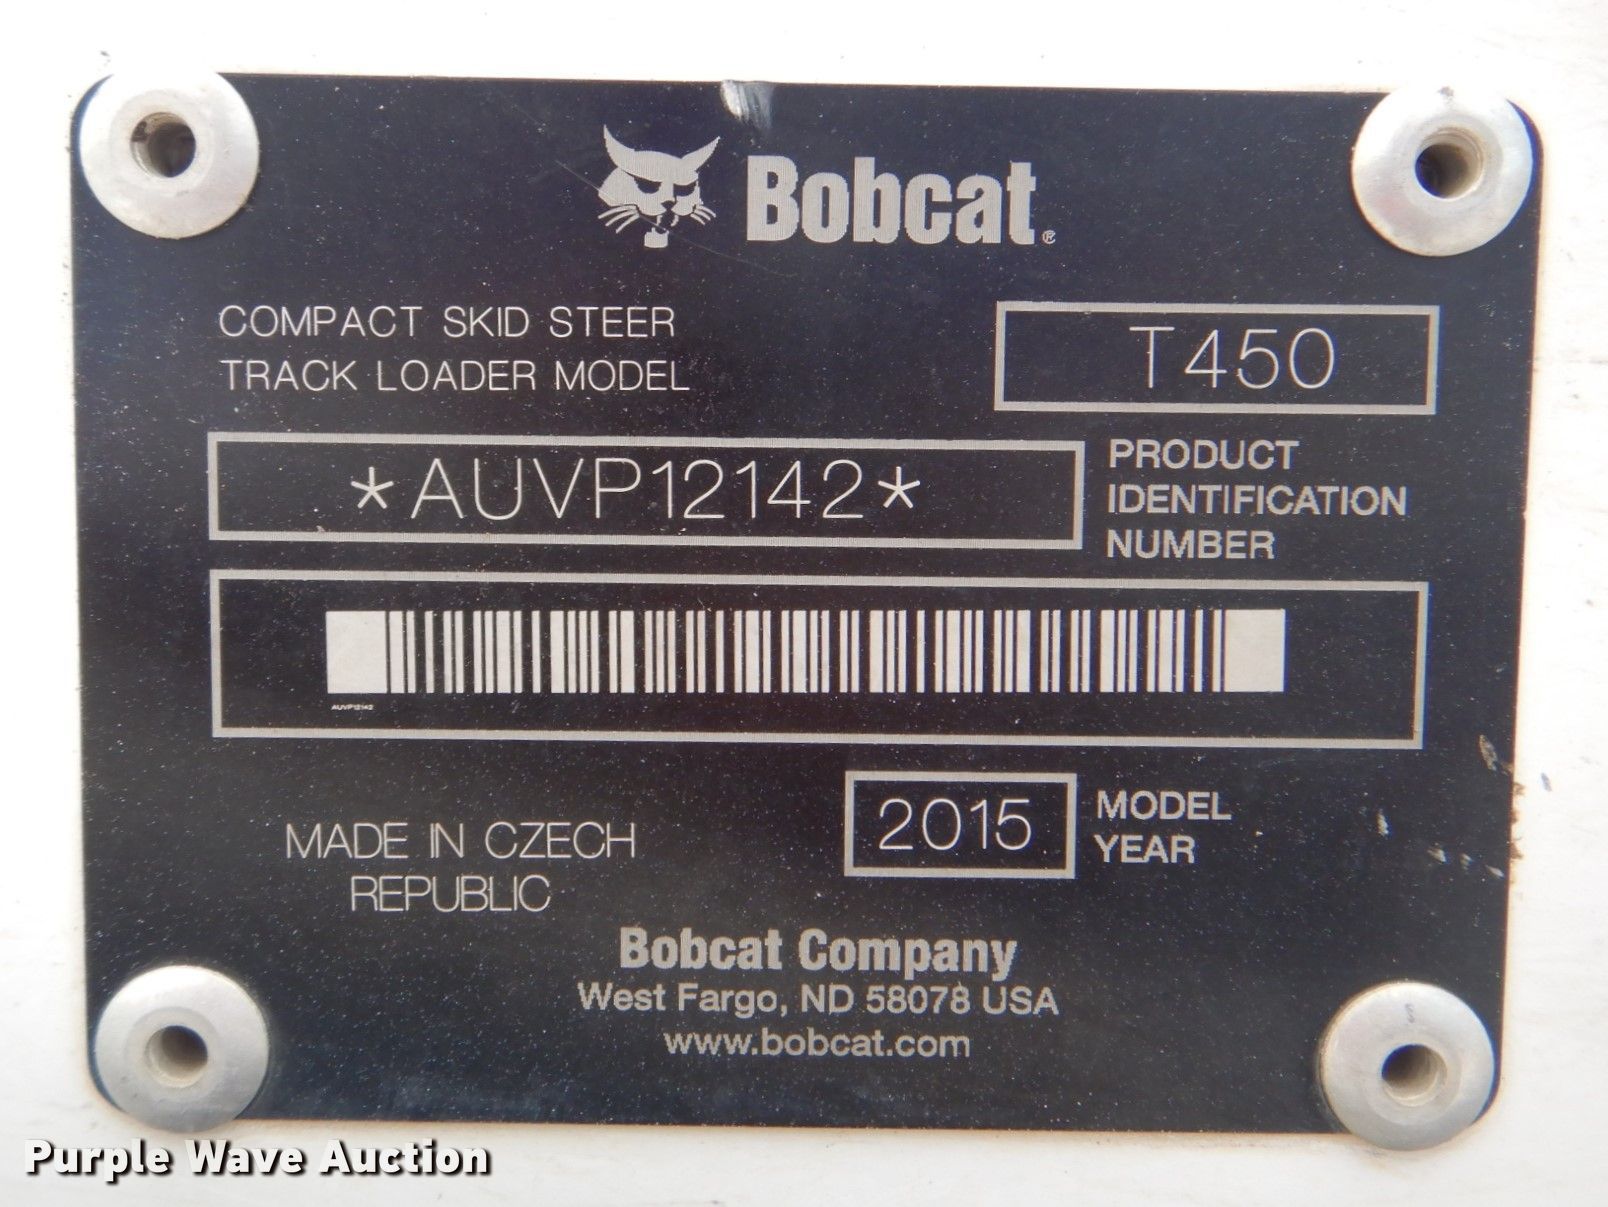 Bobcat®
COMPACT SKID STEER
TRACK LOADER MODEL
T450
*AUVP12142*
PRODUCT
IDENTIFICATION
NUMBER
AUVP12142
MADE IN CZECH
REPUBLIC
2015
MODEL
YEAR
Bobcat Company
West Fargo, ND 58078 USA
www.bobcat.com
Purple Wave Auction